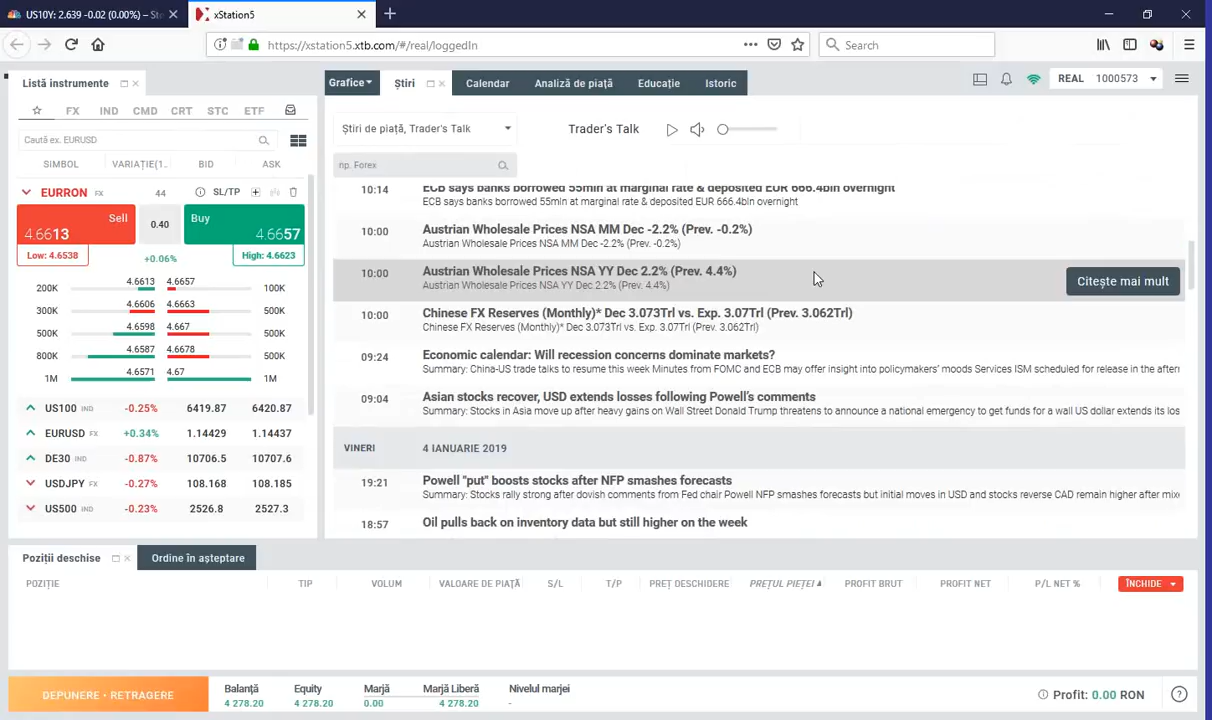 US10Y: 2.639 -0.02 (0.00%) – St
xStation5
https://xstation5.xtb.com/#/real/loggedIn
Search
Listă instrumente
Grafice
Știri
Calendar
Analiză de piață
Educație
Istoric
REAL 1000573
FX IND CMD CRT STC ETF
Caută ex. EURUSD
SIMBOL VARIAȚIE(1.. BID ASK
EURRON FX 44 SL/TP
Sell 4.6613
0.40
Buy 4.6657
Low: 4.6538 +0.06% High: 4.6623
200K 4.6613 4.6657 100K
300K 4.6606 4.6663 500K
500K 4.6598 4.667 500K
800K 4.6587 4.6678 500K
1M 4.6571 4.67 1M
US100 IND -0.25% 6419.87 6420.87
EURUSD FX +0.34% 1.14429 1.14437
DE30 IND -0.87% 10706.5 10707.6
USDJPY FX -0.27% 108.168 108.185
US500 IND -0.23% 2526.8 2527.3
Știri de piață, Trader's Talk
Trader's Talk
np. Forex
10:14 ECB says banks borrowed 55mln at marginal rate & deposited EUR 666.4bln overnight
ECB says banks borrowed 55mln at marginal rate & deposited EUR 666.4bln overnight
10:00 Austrian Wholesale Prices NSA MM Dec -2.2% (Prev. -0.2%)
Austrian Wholesale Prices NSA MM Dec -2.2% (Prev. -0.2%)
10:00 Austrian Wholesale Prices NSA YY Dec 2.2% (Prev. 4.4%)
Austrian Wholesale Prices NSA YY Dec 2.2% (Prev. 4.4%)
Citește mai mult
10:00 Chinese FX Reserves (Monthly)* Dec 3.073Trl vs. Exp. 3.07Trl (Prev. 3.062Trl)
Chinese FX Reserves (Monthly)* Dec 3.073Trl vs. Exp. 3.07Trl (Prev. 3.062Trl)
09:24 Economic calendar: Will recession concerns dominate markets?
Summary: China-US trade talks to resume this week Minutes from FOMC and ECB may offer insight into policymakers' moods Services ISM scheduled for release in the aftern
09:04 Asian stocks recover, USD extends losses following Powell's comments
Summary: Stocks in Asia move up after heavy gains on Wall Street Donald Trump threatens to announce a national emergency to get funds for a wall US dollar extends its los
VINERI 4 IANUARIE 2019
19:21 Powell "put" boosts stocks after NFP smashes forecasts
Summary: Stocks rally strong after dovish comments from Fed chair Powell NFP smashes forecasts but initial moves in USD and stocks reverse CAD remain higher after mixe
18:57 Oil pulls back on inventory data but still higher on the week
Poziții deschise
Ordine în așteptare
POZIȚIE TIP VOLUM VALOARE DE PIAȚĂ S/L T/P PREȚ DESCHIDERE PREȚUL PIEȚEI PROFIT BRUT PROFIT NET P/L NET % ÎNCHIDE
DEPUNERE • RETRAGERE
Balanță Equity Marjă Marjă Liberă Nivelul marjei
4 278.20 4 278.20 0.00 4 278.20 -
Profit: 0.00 RON